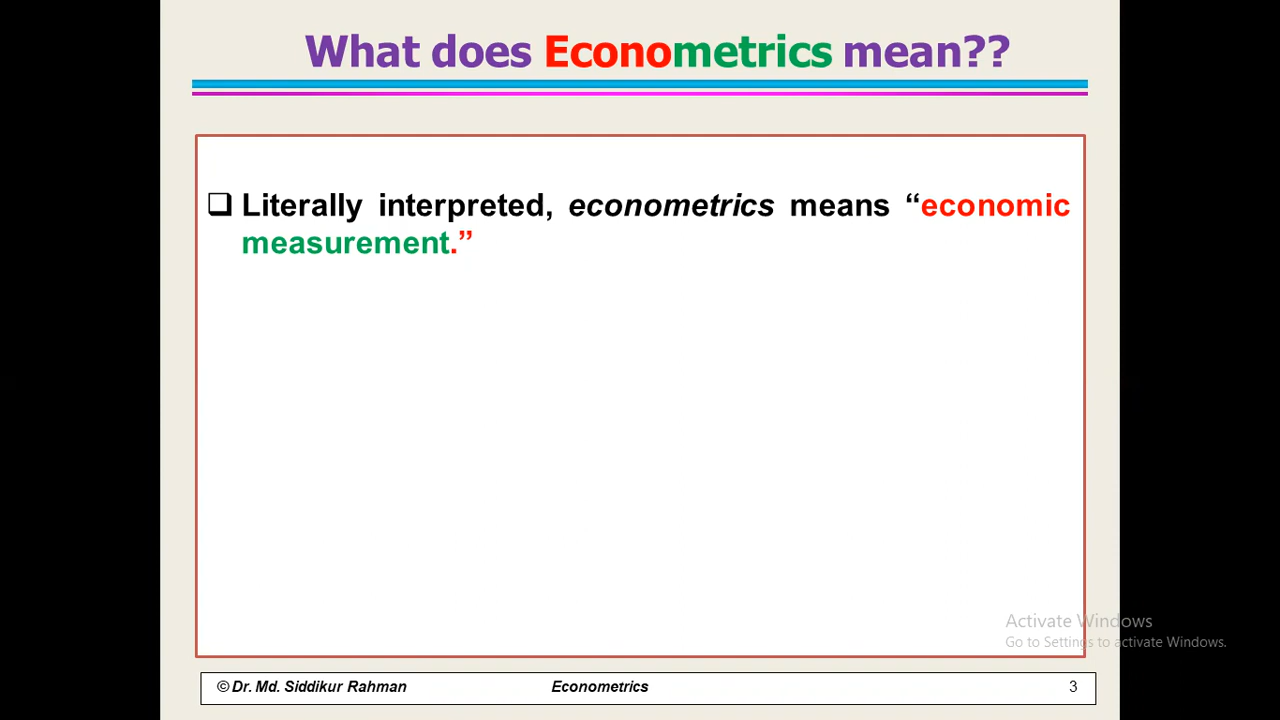 What does Econometrics mean??
❑ Literally interpreted, econometrics means “economic
measurement.”
Activate Windows
Go to Settings to activate Windows.
© Dr. Md. Siddikur Rahman Econometrics 3